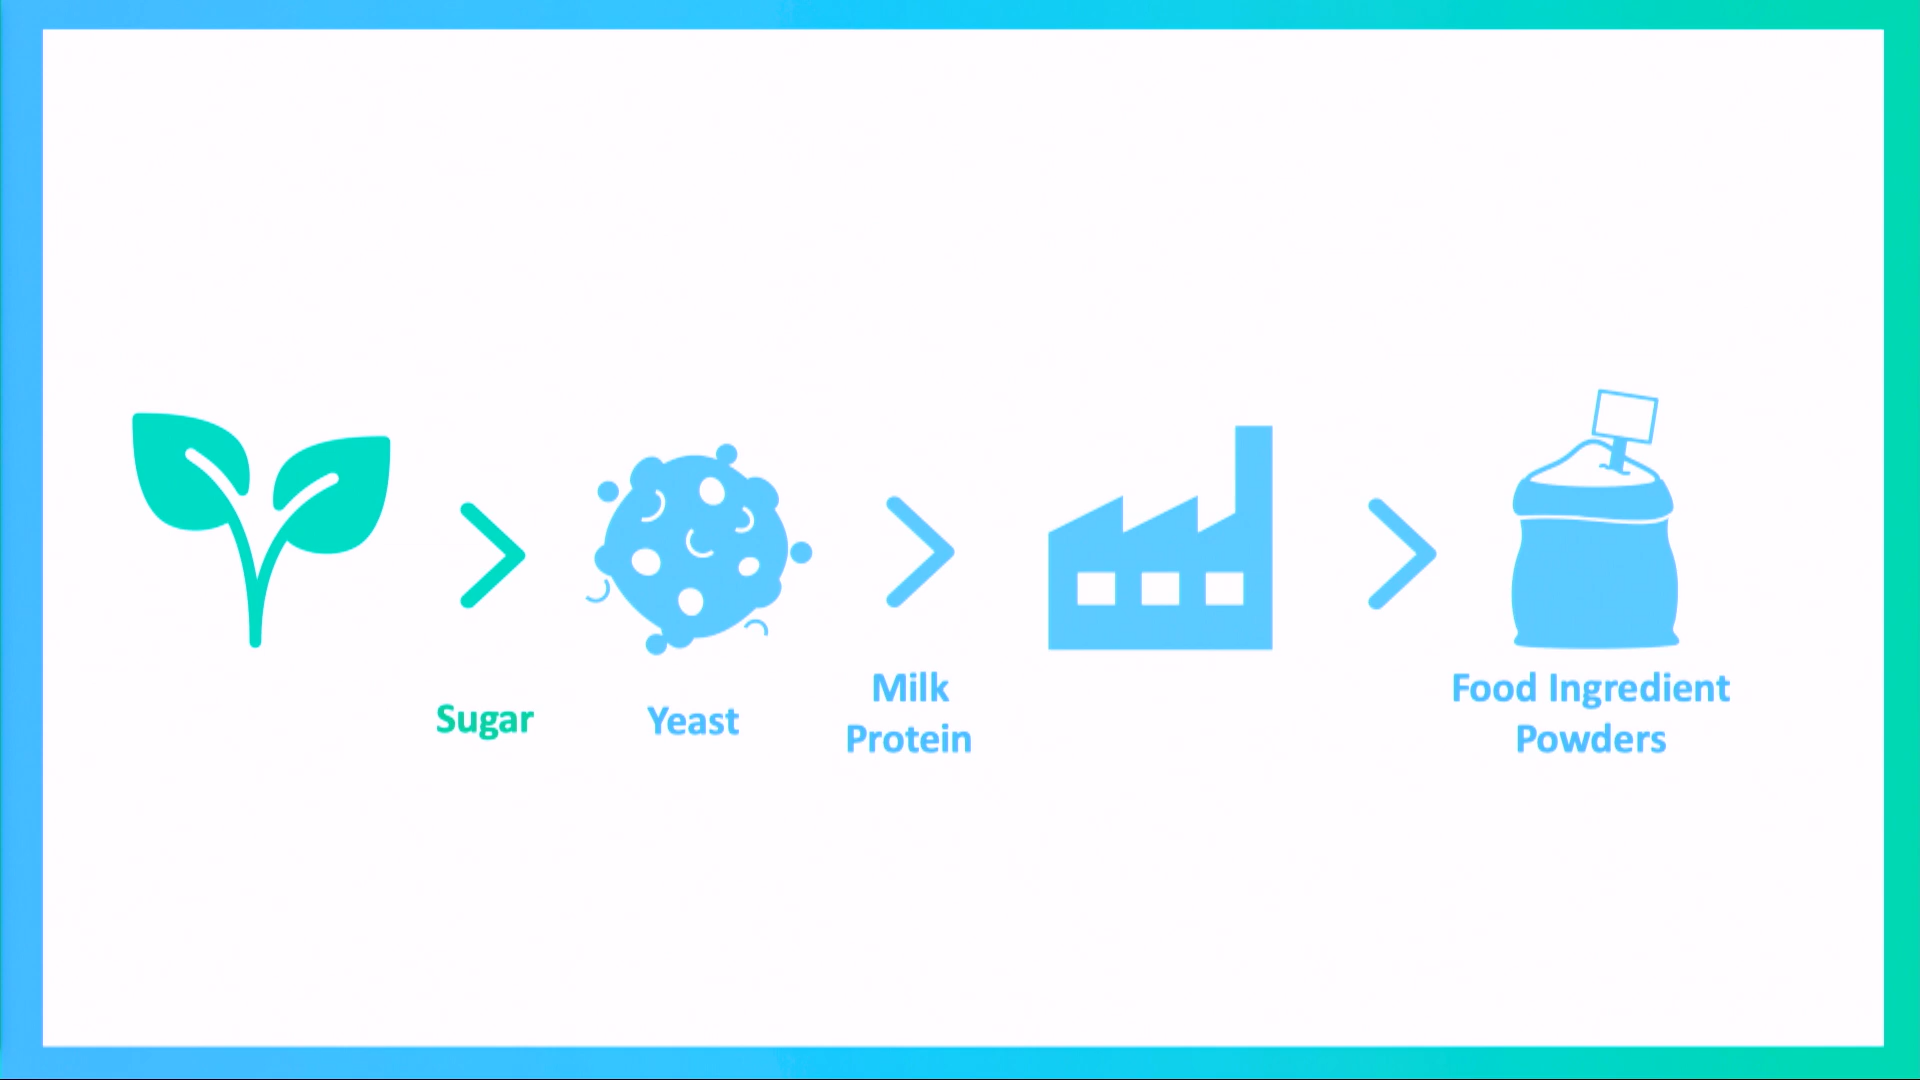 Sugar
Yeast
Milk
Protein
Food Ingredient
Powders